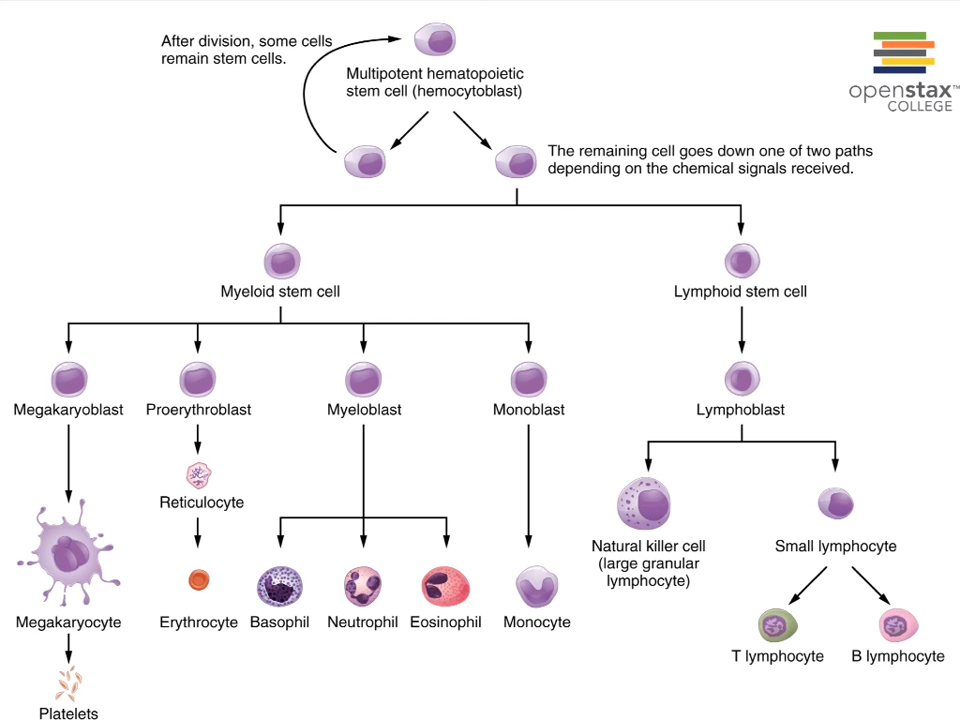 After division, some cells
remain stem cells.
Multipotent hematopoietic
stem cell (hemocytoblast)
openstax™
COLLEGE
The remaining cell goes down one of two paths
depending on the chemical signals received.
Myeloid stem cell
Lymphoid stem cell
Megakaryoblast
Proerythroblast
Myeloblast
Monoblast
Lymphoblast
Reticulocyte
Natural killer cell
(large granular
lymphocyte)
Small lymphocyte
Megakaryocyte
Erythrocyte
Basophil
Neutrophil
Eosinophil
Monocyte
T lymphocyte
B lymphocyte
Platelets